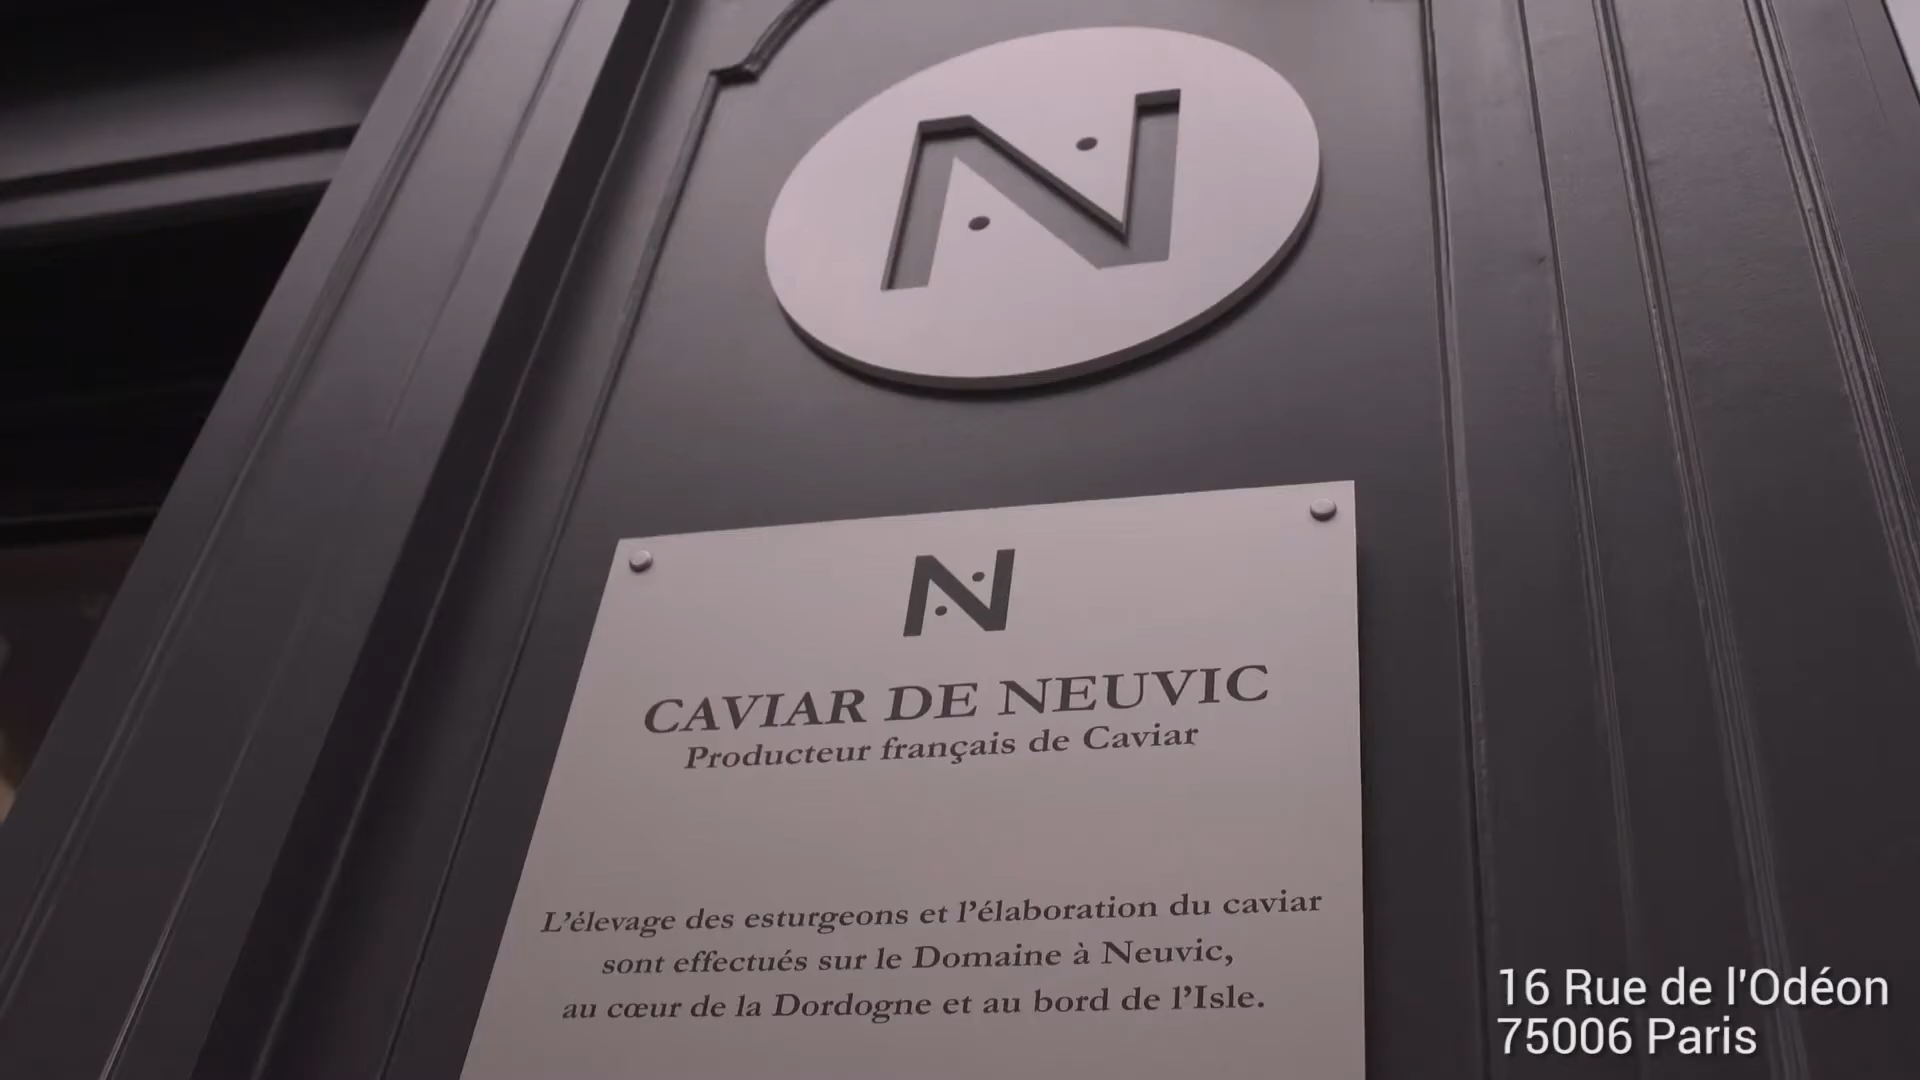 N
N
CAVIAR DE NEUVIC
Producteur français de Caviar
L'élevage des esturgeons et l'élaboration du caviar
sont effectués sur le Domaine à Neuvic,
au cœur de la Dordogne et au bord de l'Isle.
16 Rue de l'Odéon
75006 Paris